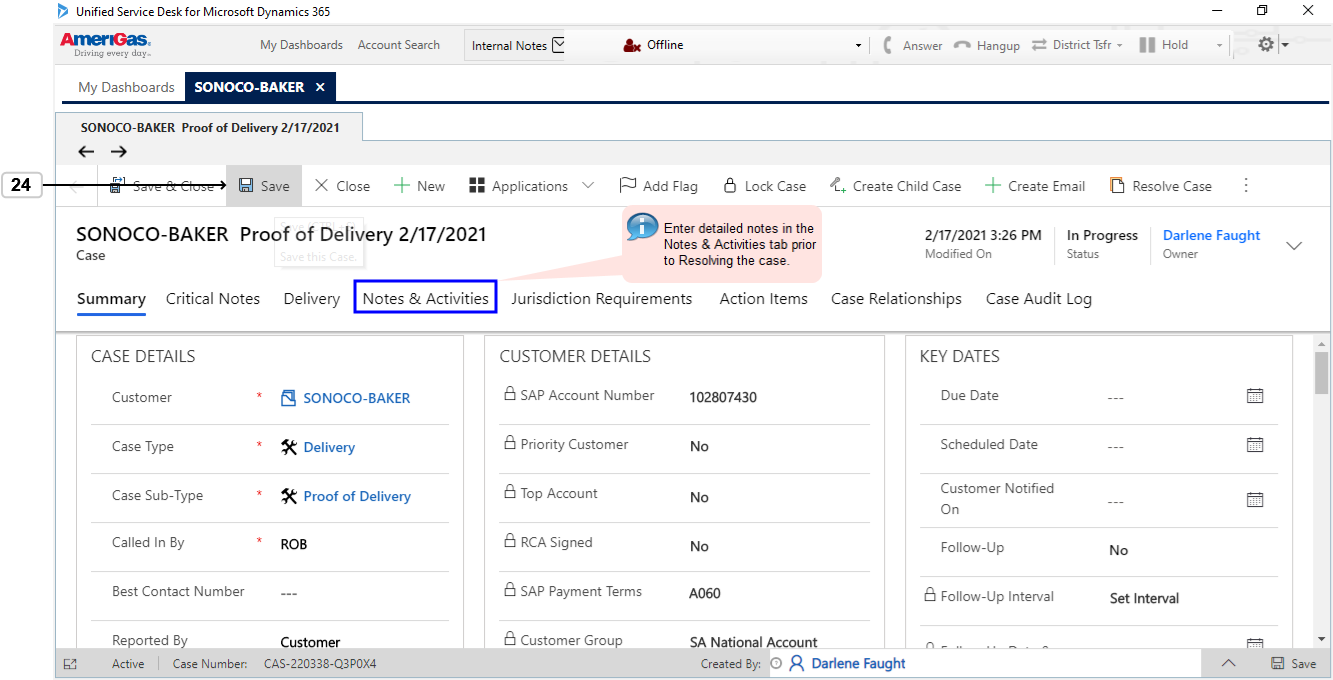 Unified Service Desk for Microsoft Dynamics 365
AmeriGas.
Driving every day..
My Dashboards
Account Search
Internal Notes
Offline
Answer
Hangup
District Tsfr
Hold
My Dashboards
SONOCO-BAKER
SONOCO-BAKER  Proof of Delivery 2/17/2021
24
Save & Close
Save
Close
New
Applications
Add Flag
Lock Case
Create Child Case
Create Email
Resolve Case
SONOCO-BAKER  Proof of Delivery 2/17/2021
Case
Save this Case.
Enter detailed notes in the
Notes & Activities tab prior
to Resolving the case.
2/17/2021 3:26 PM
Modified On
In Progress
Status
Darlene Faught
Owner
Summary
Critical Notes
Delivery
Notes & Activities
Jurisdiction Requirements
Action Items
Case Relationships
Case Audit Log
CASE DETAILS
Customer * SONOCO-BAKER
Case Type * Delivery
Case Sub-Type * Proof of Delivery
Called In By * ROB
Best Contact Number ---
Reported By Customer
CUSTOMER DETAILS
SAP Account Number 102807430
Priority Customer No
Top Account No
RCA Signed No
SAP Payment Terms A060
Customer Group SA National Account
KEY DATES
Due Date ---
Scheduled Date ---
Customer Notified
On ---
Follow-Up No
Follow-Up Interval Set Interval
Active
Case Number: CAS-220338-Q3P0X4
Created By: Darlene Faught
Save